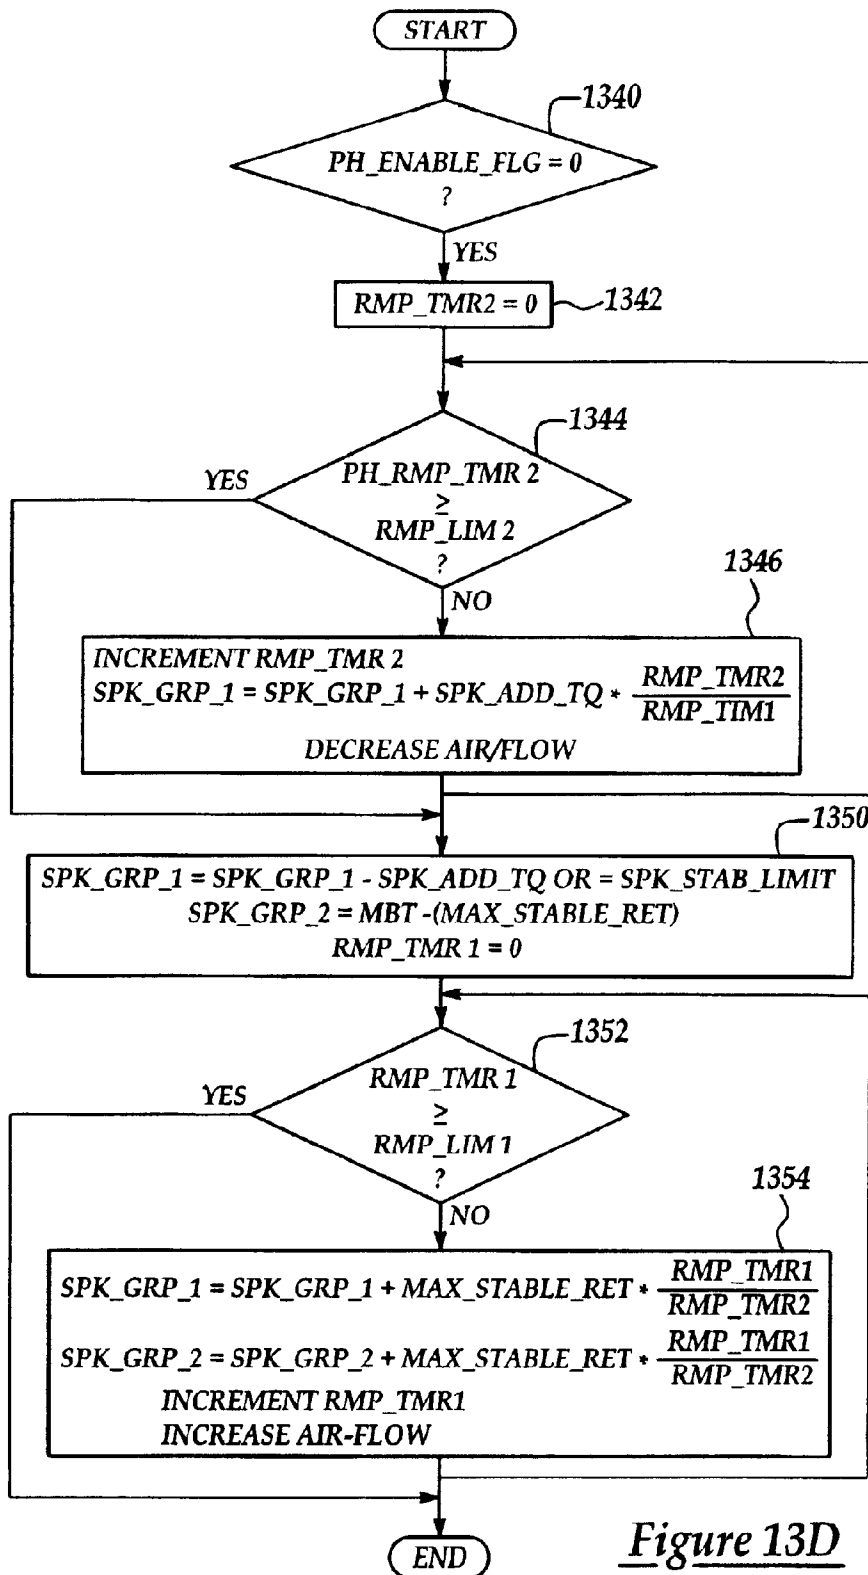 START
1340
PH_ENABLE_FLG = 0
?
YES
RMP_TMR2 = 0
1342
1344
YES
PH_RMP_TMR 2
≥
RMP_LIM 2
?
NO
1346
INCREMENT RMP_TMR 2
SPK_GRP_1 = SPK_GRP_1 + SPK_ADD_TQ * RMP_TMR2 / RMP_TIM1
DECREASE AIR/FLOW
1350
SPK_GRP_1 = SPK_GRP_1 - SPK_ADD_TQ OR = SPK_STAB_LIMIT
SPK_GRP_2 = MBT -(MAX_STABLE_RET)
RMP_TMR 1 = 0
1352
YES
RMP_TMR 1
≥
RMP_LIM 1
?
NO
1354
SPK_GRP_1 = SPK_GRP_1 + MAX_STABLE_RET * RMP_TMR1 / RMP_TMR2
SPK_GRP_2 = SPK_GRP_2 + MAX_STABLE_RET * RMP_TMR1 / RMP_TMR2
INCREMENT RMP_TMR1
INCREASE AIR-FLOW
END
Figure 13D